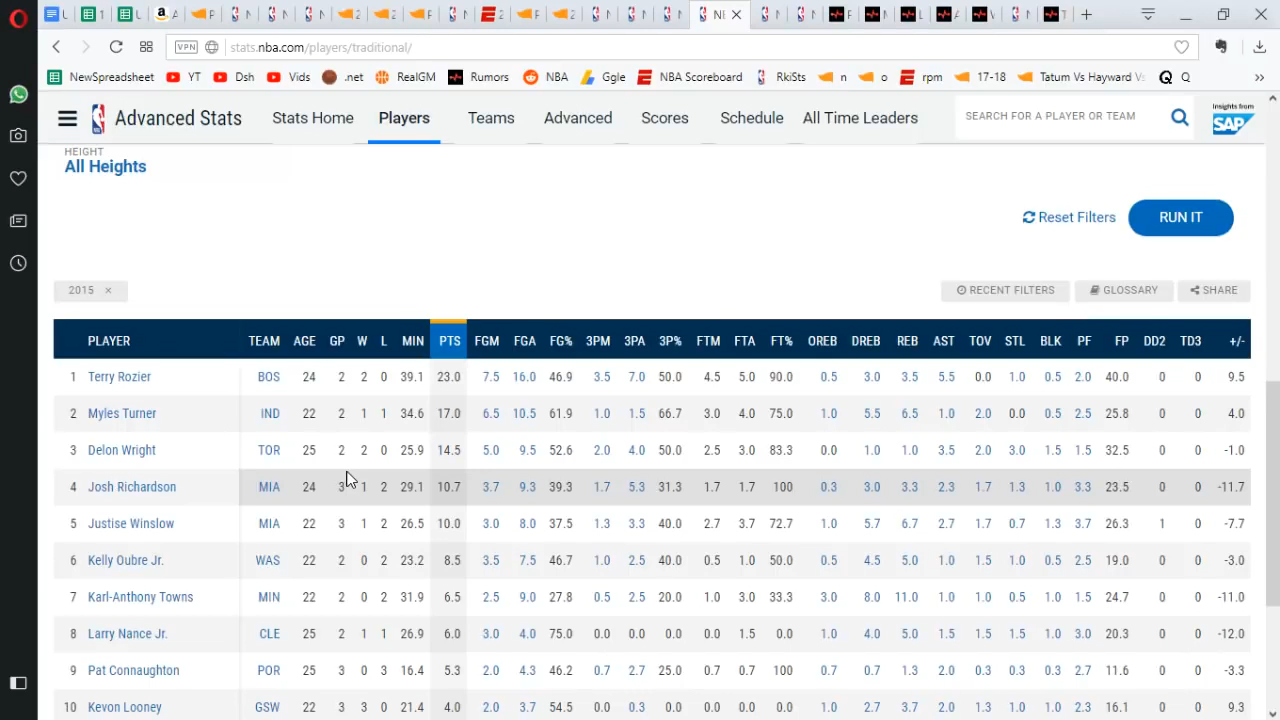 VPN stats.nba.com/players/traditional/
NewSpreadsheet YT Dsh Vids .net RealGM Rumors NBA Ggle NBA Scoreboard RkiSts n o rpm 17-18 Tatum Vs Hayward Q »
Advanced Stats Stats Home Players Teams Advanced Scores Schedule All Time Leaders SEARCH FOR A PLAYER OR TEAM Insights from SAP
HEIGHT
All Heights
Reset Filters RUN IT
2015 × RECENT FILTERS GLOSSARY SHARE
PLAYER TEAM AGE GP W L MIN PTS FGM FGA FG% 3PM 3PA 3P% FTM FTA FT% OREB DREB REB AST TOV STL BLK PF FP DD2 TD3 +/-
1 Terry Rozier BOS 24 2 2 0 39.1 23.0 7.5 16.0 46.9 3.5 7.0 50.0 4.5 5.0 90.0 0.5 3.0 3.5 5.5 0.0 1.0 0.5 2.0 40.0 0 0 9.5
2 Myles Turner IND 22 2 1 1 34.6 17.0 6.5 10.5 61.9 1.0 1.5 66.7 3.0 4.0 75.0 1.0 5.5 6.5 1.0 2.0 0.0 0.5 2.5 25.8 0 0 4.0
3 Delon Wright TOR 25 2 2 0 25.9 14.5 5.0 9.5 52.6 2.0 4.0 50.0 2.5 3.0 83.3 0.0 1.0 1.0 3.5 2.0 3.0 1.5 1.5 32.5 0 0 -1.0
4 Josh Richardson MIA 24 3 1 2 29.1 10.7 3.7 9.3 39.3 1.7 5.3 31.3 1.7 1.7 100 0.3 3.0 3.3 2.3 1.7 1.3 1.0 3.3 23.5 0 0 -11.7
5 Justise Winslow MIA 22 3 1 2 26.5 10.0 3.0 8.0 37.5 1.3 3.3 40.0 2.7 3.7 72.7 1.0 5.7 6.7 2.7 1.7 0.7 1.3 3.7 26.3 1 0 -7.7
6 Kelly Oubre Jr. WAS 22 2 0 2 23.2 8.5 3.5 7.5 46.7 1.0 2.5 40.0 0.5 1.0 50.0 0.5 4.5 5.0 1.0 1.5 1.0 0.5 2.5 19.0 0 0 -3.0
7 Karl-Anthony Towns MIN 22 2 0 2 31.9 6.5 2.5 9.0 27.8 0.5 2.5 20.0 1.0 3.0 33.3 3.0 8.0 11.0 1.0 1.0 0.5 1.0 1.5 24.7 0 0 -11.0
8 Larry Nance Jr. CLE 25 2 1 1 26.9 6.0 3.0 4.0 75.0 0.0 0.0 0.0 0.0 1.5 0.0 1.0 4.0 5.0 1.5 1.5 1.5 1.0 3.0 20.3 0 0 -12.0
9 Pat Connaughton POR 25 3 0 3 16.4 5.3 2.0 4.3 46.2 0.7 2.7 25.0 0.7 0.7 100 0.7 0.7 1.3 2.0 0.3 0.3 0.3 2.7 11.6 0 0 -3.3
10 Kevon Looney GSW 22 3 3 0 21.4 4.0 2.0 3.7 54.5 0.0 0.3 0.0 0.0 0.0 0.0 1.0 2.7 3.7 1.7 0.3 1.0 1.0 3.3 16.1 0 0 9.3